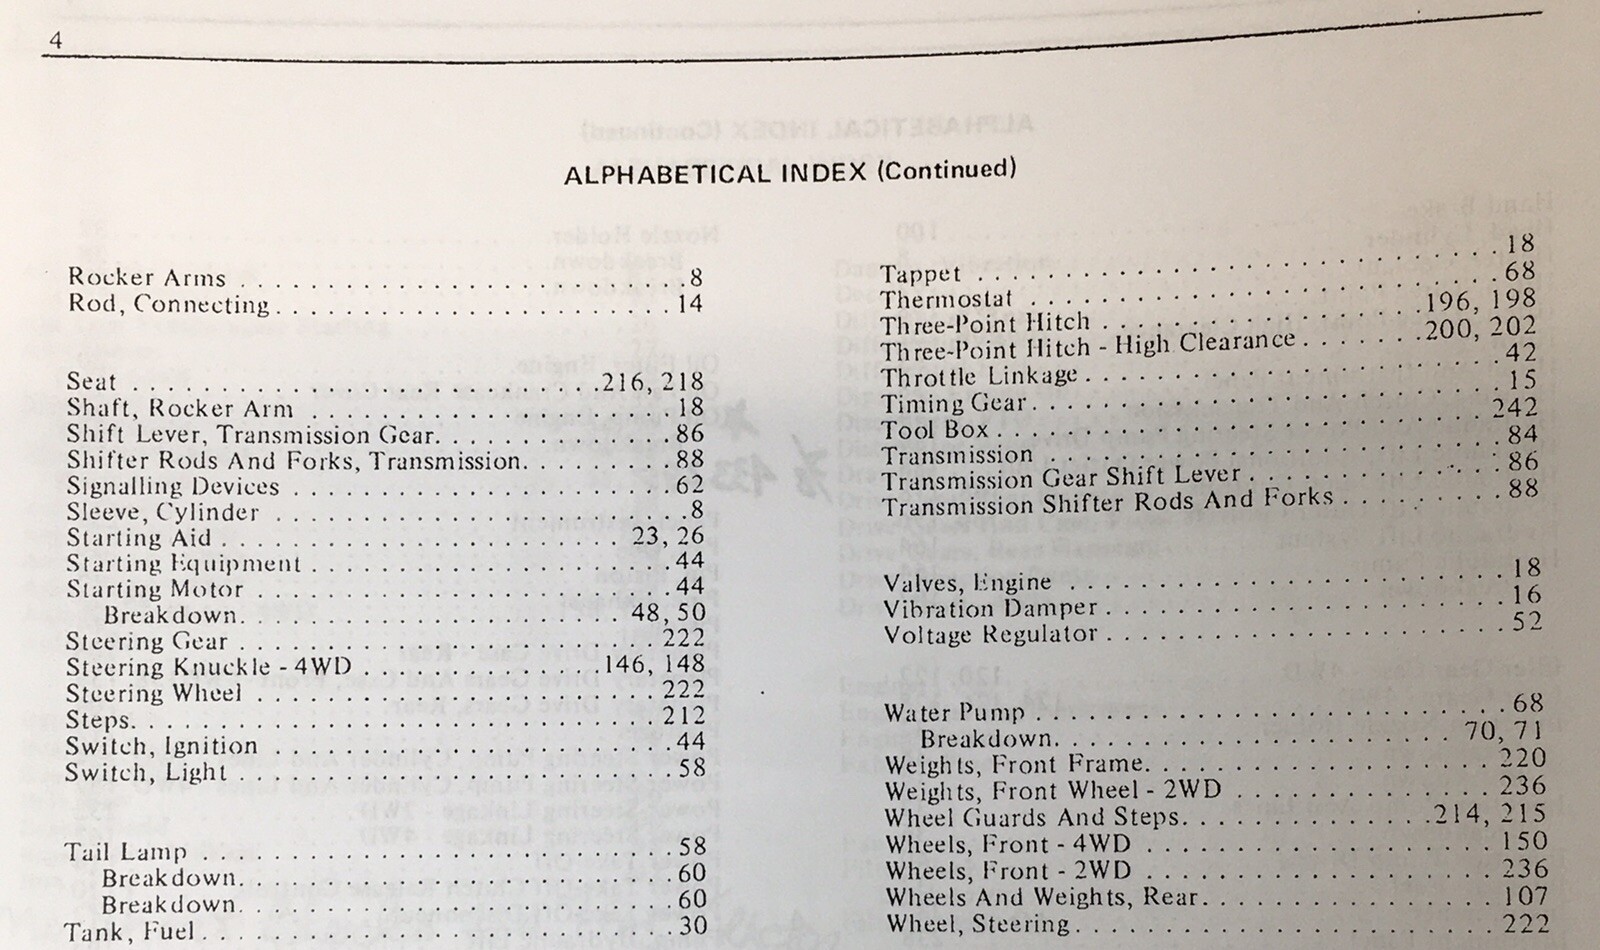 4
ALPHABETICAL INDEX (Continued)
Rocker Arms . . . . . . . . . . . . . . . . . . . . . . . . 8
Rod, Connecting . . . . . . . . . . . . . . . . . . . . . . 14
Seat . . . . . . . . . . . . . . . . . . . . . . . . 216, 218
Shaft, Rocker Arm . . . . . . . . . . . . . . . . . . . . 18
Shift Lever, Transmission Gear. . . . . . . . . . . . . 86
Shifter Rods And Forks, Transmission. . . . . . . . 88
Signalling Devices . . . . . . . . . . . . . . . . . . . . . 62
Sleeve, Cylinder . . . . . . . . . . . . . . . . . . . . . . 8
Starting Aid . . . . . . . . . . . . . . . . . . . . . . 23, 26
Starting Equipment . . . . . . . . . . . . . . . . . . . . 44
Starting Motor . . . . . . . . . . . . . . . . . . . . . . . 44
Breakdown. . . . . . . . . . . . . . . . . . . . . 48, 50
Steering Gear . . . . . . . . . . . . . . . . . . . . . . . 222
Steering Knuckle - 4WD . . . . . . . . . . . . 146, 148
Steering Wheel . . . . . . . . . . . . . . . . . . . . . . 222
Steps. . . . . . . . . . . . . . . . . . . . . . . . . . . . 212
Switch, Ignition . . . . . . . . . . . . . . . . . . . . . . 44
Switch, Light . . . . . . . . . . . . . . . . . . . . . . . . 58
Tail Lamp . . . . . . . . . . . . . . . . . . . . . . . . . . 58
Breakdown. . . . . . . . . . . . . . . . . . . . . . . . 60
Breakdown. . . . . . . . . . . . . . . . . . . . . . . . 60
Tank, Fuel . . . . . . . . . . . . . . . . . . . . . . . . . . 30
Tappet . . . . . . . . . . . . . . . . . . . . . . . . . . . . 18
Thermostat . . . . . . . . . . . . . . . . . . . . . . . . . 68
Three-Point Hitch . . . . . . . . . . . . . . . . 196, 198
Three-Point Hitch - High Clearance . . . . . . . 200, 202
Throttle Linkage . . . . . . . . . . . . . . . . . . . . . . 42
Timing Gear . . . . . . . . . . . . . . . . . . . . . . . . . 15
Tool Box . . . . . . . . . . . . . . . . . . . . . . . . . . 242
Transmission . . . . . . . . . . . . . . . . . . . . . . . . 84
Transmission Gear Shift Lever . . . . . . . . . . . . . 86
Transmission Shifter Rods And Forks . . . . . . . . . 88
Valves, Engine . . . . . . . . . . . . . . . . . . . . . . . 18
Vibration Damper . . . . . . . . . . . . . . . . . . . . . 16
Voltage Regulator . . . . . . . . . . . . . . . . . . . . . 52
Water Pump . . . . . . . . . . . . . . . . . . . . . . . . . 68
Breakdown. . . . . . . . . . . . . . . . . . . . . . 70, 71
Weights, Front Frame. . . . . . . . . . . . . . . . . . 220
Weights, Front Wheel - 2WD . . . . . . . . . . . . . 236
Wheel Guards And Steps. . . . . . . . . . . . . 214, 215
Wheels, Front - 4WD . . . . . . . . . . . . . . . . . . 150
Wheels, Front - 2WD . . . . . . . . . . . . . . . . . . 236
Wheels And Weights, Rear. . . . . . . . . . . . . . . 107
Wheel, Steering. . . . . . . . . . . . . . . . . . . . . . 222